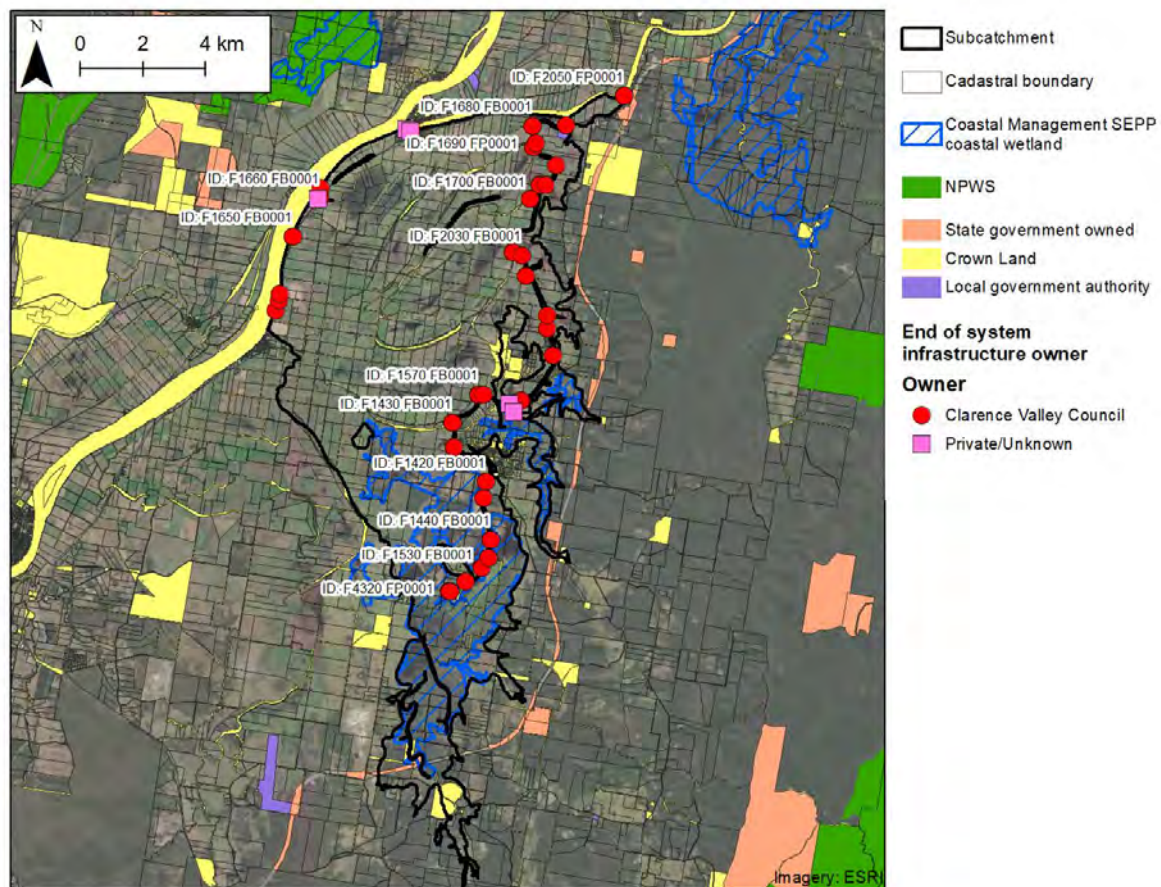 N
0 2 4 km
ID: F2050 FP0001
ID: F1680 FB0001
ID: F1690 FP0001
ID: F1660 FB0001
ID: F1700 FB0001
ID: F1650 FB0001
ID: F2030 FB0001
ID: F1570 FB0001
ID: F1430 FB0001
ID: F1420 FB0001
ID: F1440 FB0001
ID: F1530 FB0001
ID: F4320 FP0001
Imagery: ESRI
Subcatchment
Cadastral boundary
Coastal Management SEPP
coastal wetland
NPWS
State government owned
Crown Land
Local government authority
End of system
infrastructure owner
Owner
Clarence Valley Council
Private/Unknown